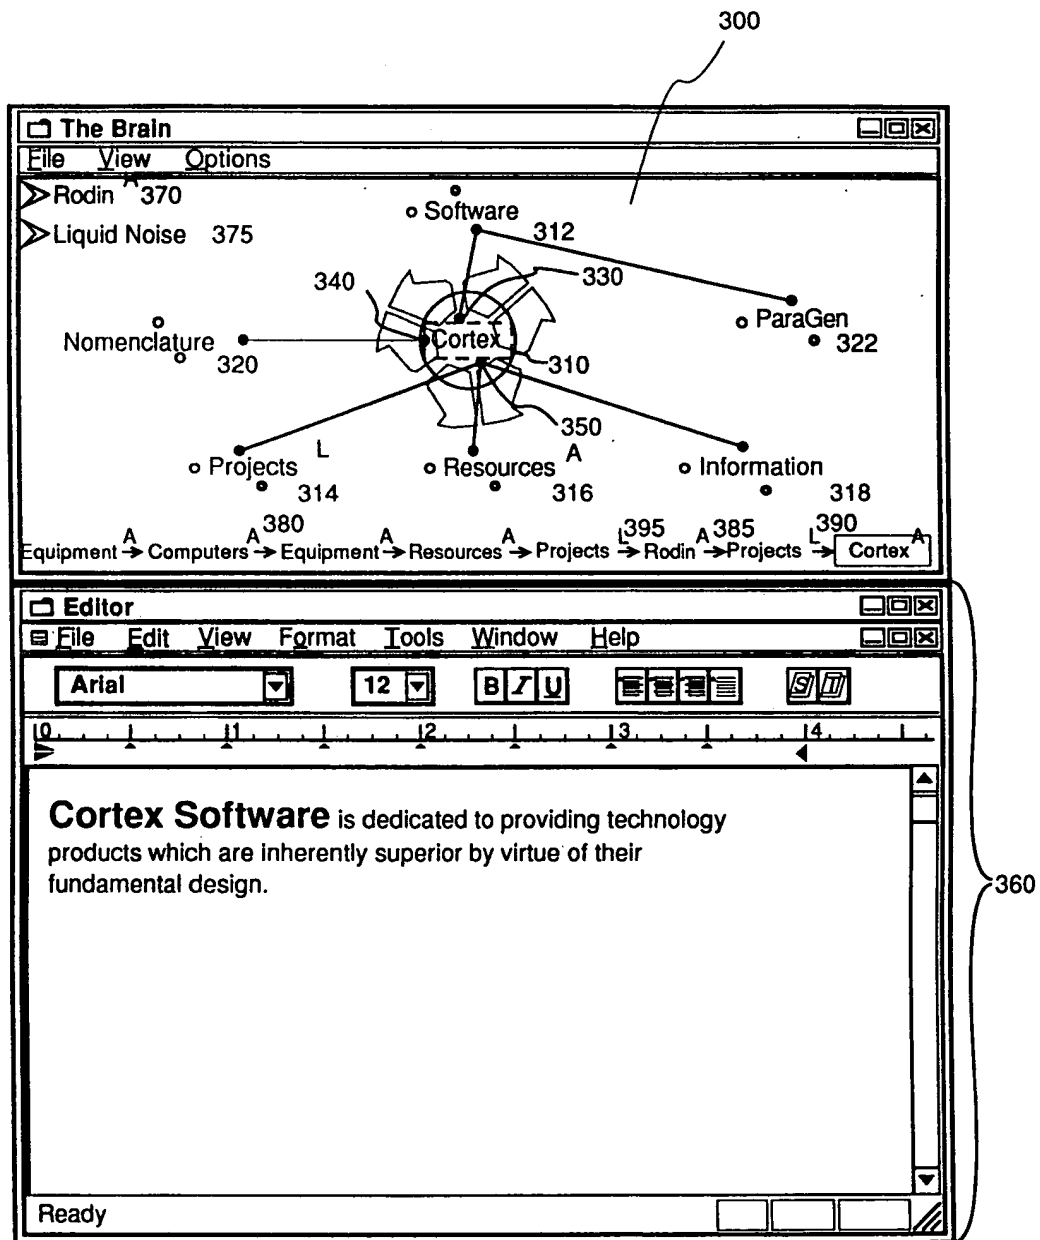 300
The Brain
File View Options
Rodin A 370
Software
Liquid Noise 375
312
340
330
ParaGen
Nomenclature
Cortex
322
320
310
350
Projects L
Resources A
Information
314
316
318
A A 380 A A L 395 A 385 L 390 A
Equipment → Computers → Equipment → Resources → Projects → Rodin → Projects → Cortex
Editor
File Edit View Format Tools Window Help
Arial 12 B I U
0 1 2 3 4
Cortex Software is dedicated to providing technology
products which are inherently superior by virtue of their
fundamental design.
360
Ready